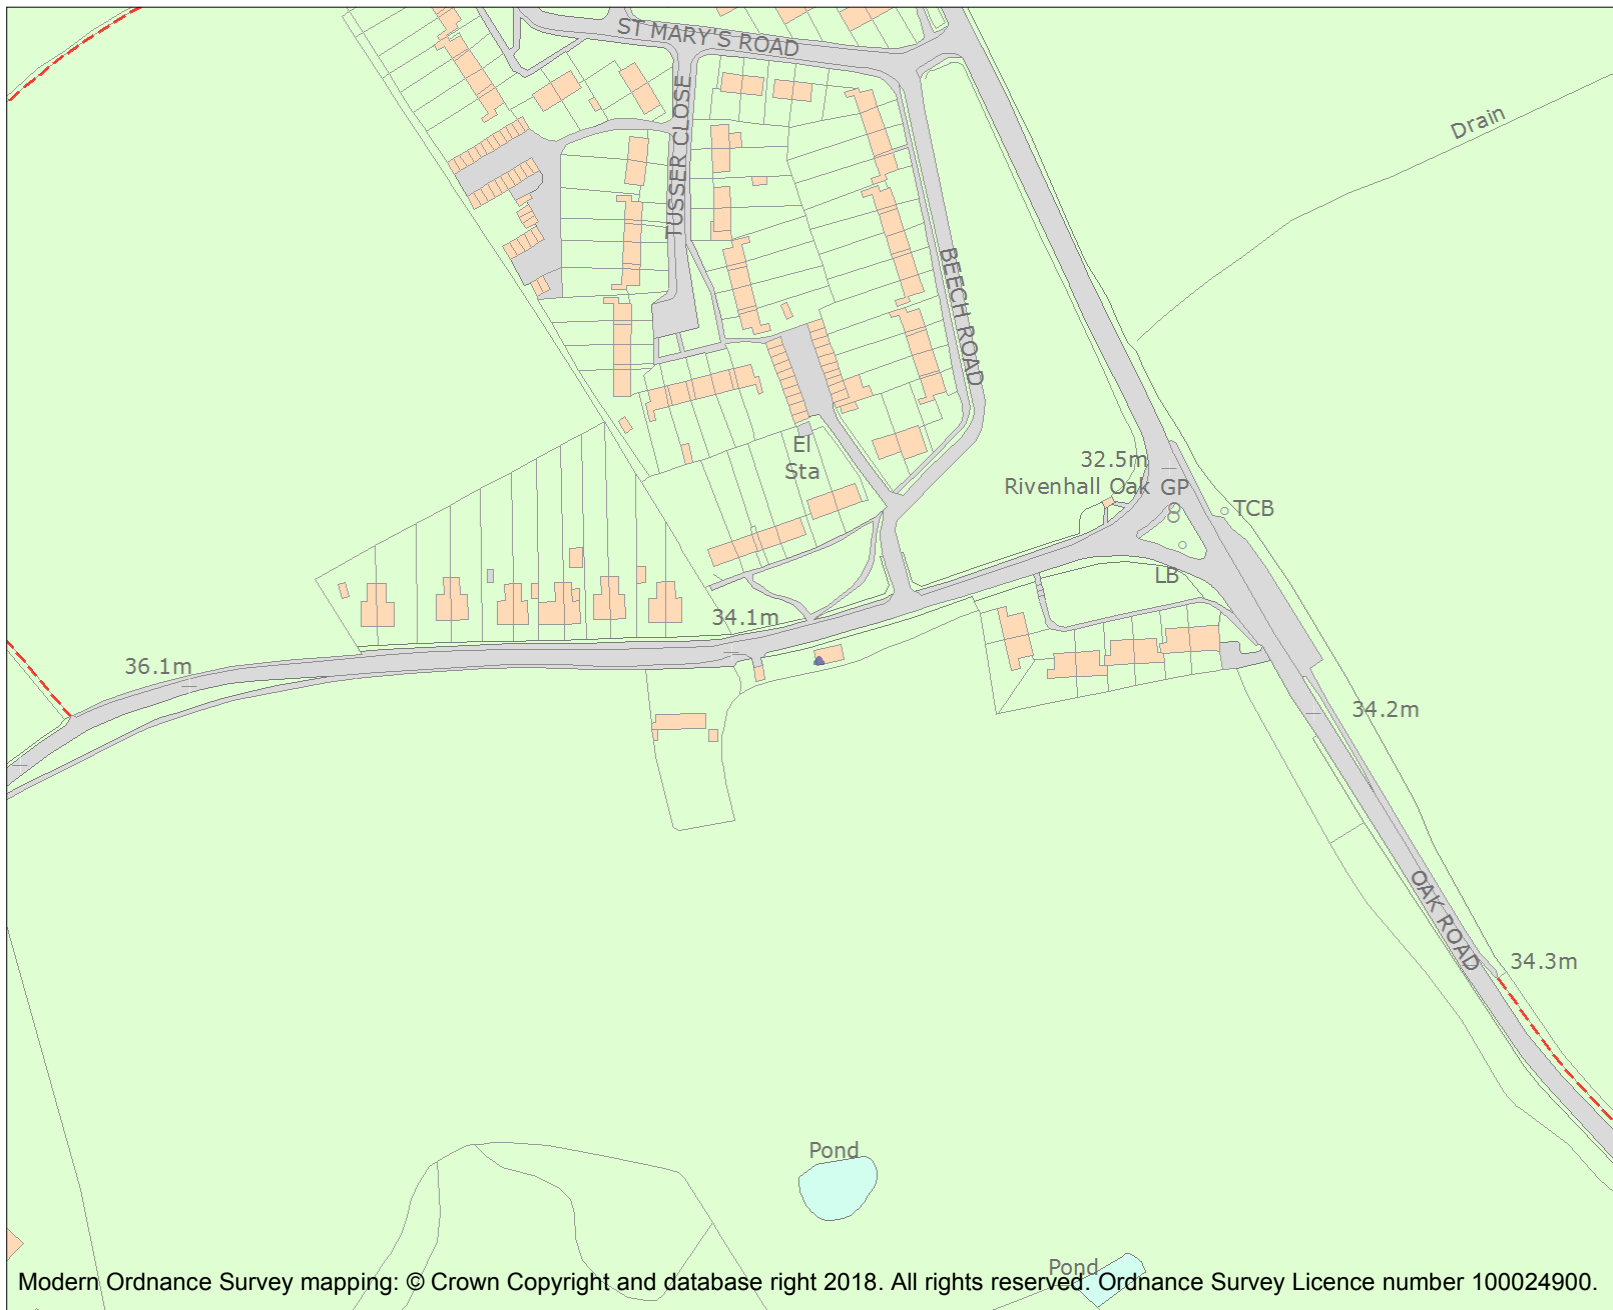 ST MARY'S ROAD
TUSSER CLOSE
Drain
BEECH ROAD
El
Sta
32.5m
Rivenhall Oak
GP
TCB
LB
34.1m
36.1m
34.2m
OAK ROAD
34.3m
Pond
Pond
Modern Ordnance Survey mapping: © Crown Copyright and database right 2018. All rights reserved. Ordnance Survey Licence number 100024900.